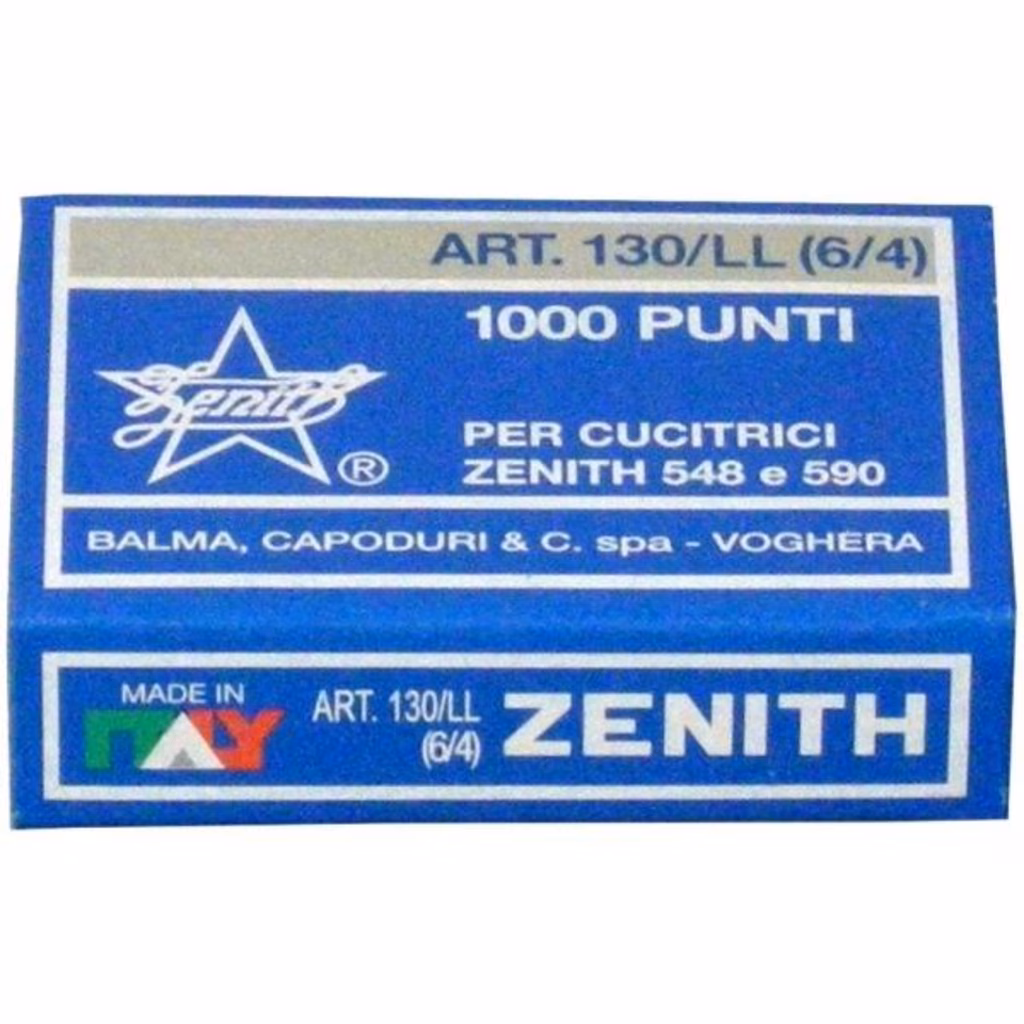 ART. 130/LL (6/4)
1000 PUNTI
Zenith
®
PER CUCITRICI
ZENITH 548 e 590
BALMA, CAPODURI & C. spa - VOGHERA
MADE IN
ITALY
ART. 130/LL
(6/4)
ZENITH